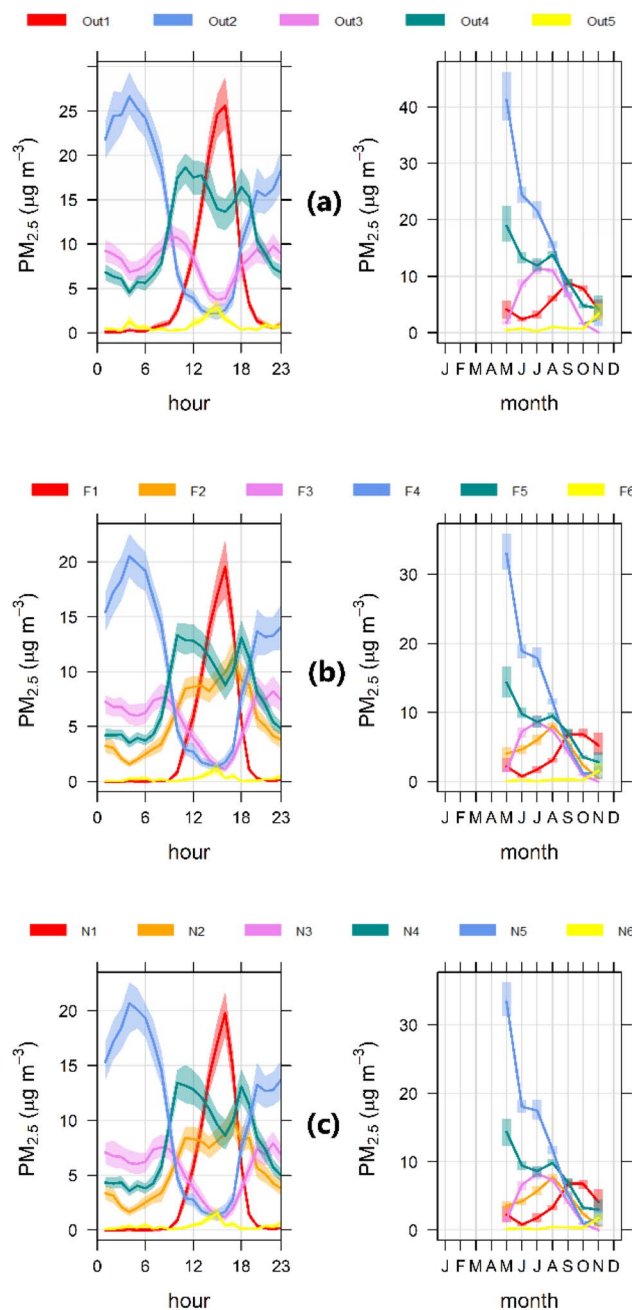 Out1 Out2 Out3 Out4 Out5
PM2.5 (µg m−3)
25
20
15
10
5
0
0 6 12 18 23
hour
(a)
PM2.5 (µg m−3)
40
30
20
10
0
J F M A M J J A S O N D
month
F1 F2 F3 F4 F5 F6
PM2.5 (µg m−3)
20
15
10
5
0
0 6 12 18 23
hour
(b)
PM2.5 (µg m−3)
30
20
10
0
J F M A M J J A S O N D
month
N1 N2 N3 N4 N5 N6
PM2.5 (µg m−3)
20
15
10
5
0
0 6 12 18 23
hour
(c)
PM2.5 (µg m−3)
30
20
10
0
J F M A M J J A S O N D
month